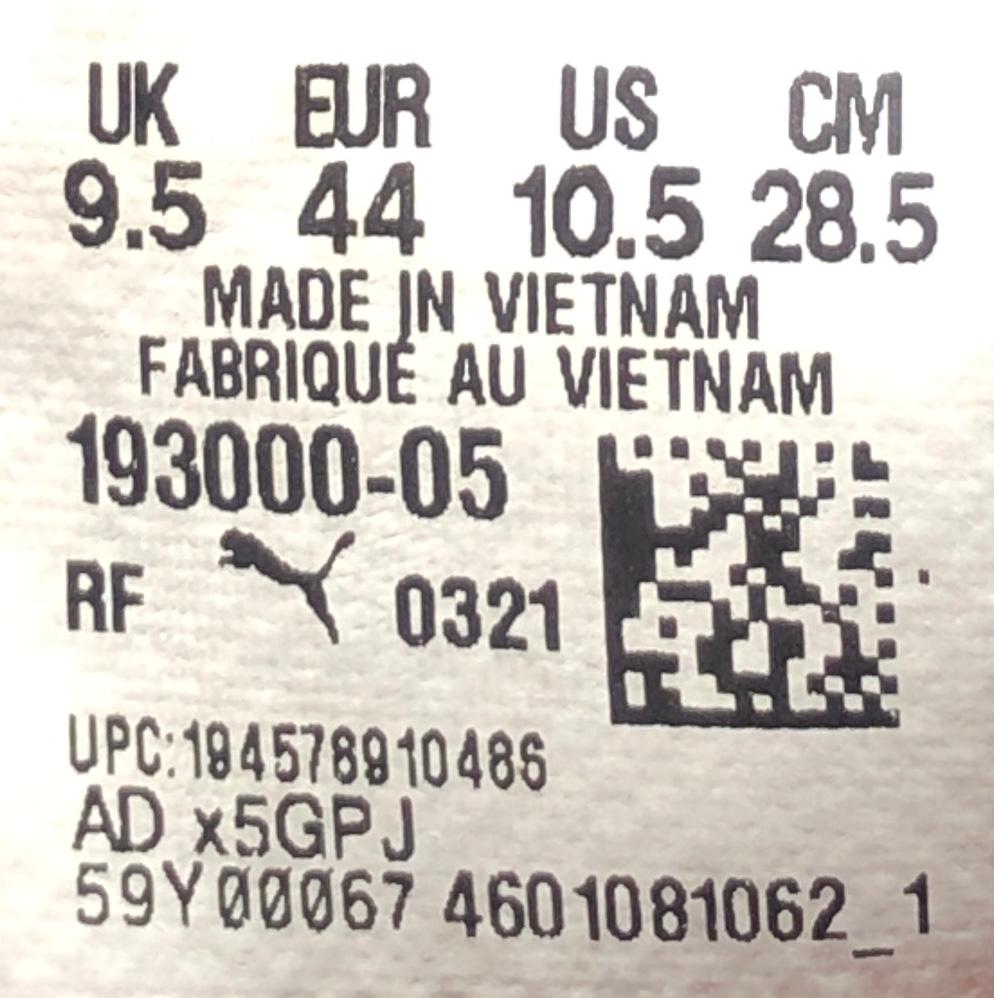 UK EUR US CM
9.5 44 10.5 28.5
MADE IN VIETNAM
FABRIQUÉ AU VIETNAM
193000-05
RF 0321
UPC:194578910486
AD x5GPJ
59Y00067 4601081062_1